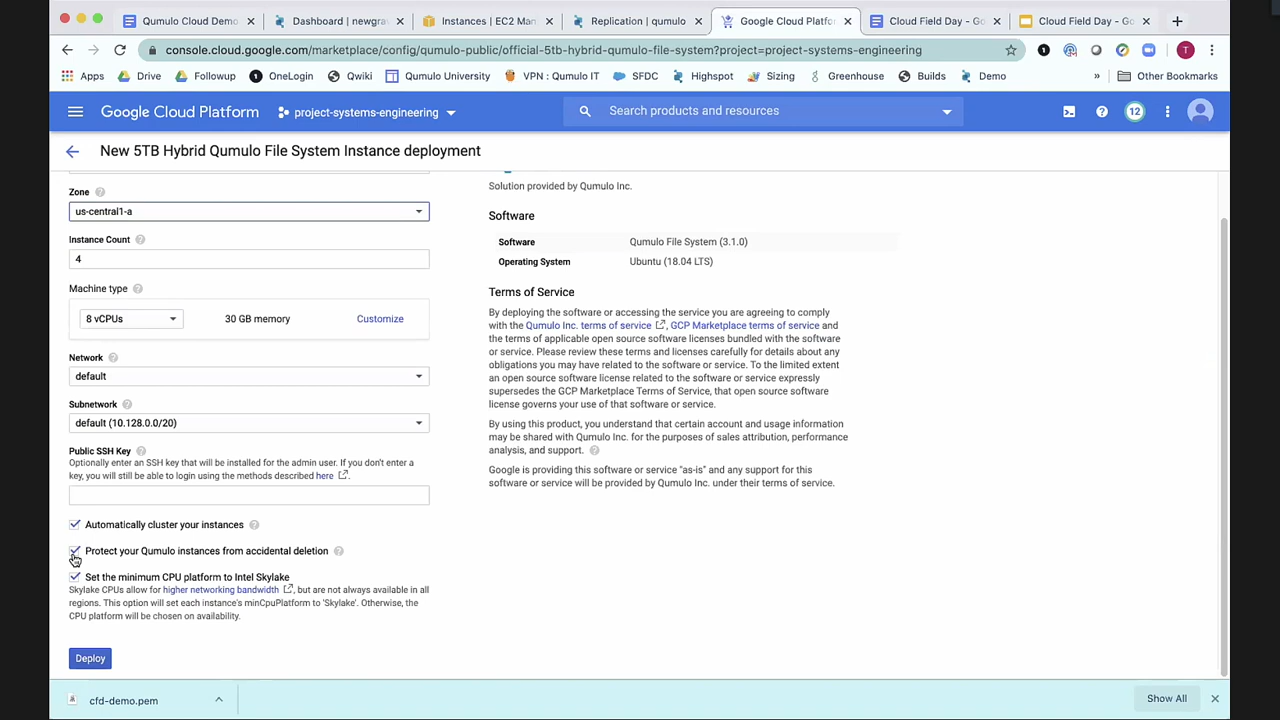 Qumulo Cloud Demo
Dashboard | newgrav
Instances | EC2 Man
Replication | qumulo
Google Cloud Platfor
Cloud Field Day - Go
Cloud Field Day - Go
console.cloud.google.com/marketplace/config/qumulo-public/official-5tb-hybrid-qumulo-file-system?project=project-systems-engineering
T
Apps
Drive
Followup
OneLogin
Qwiki
Qumulo University
VPN : Qumulo IT
SFDC
Highspot
Sizing
Greenhouse
Builds
Demo
»
Other Bookmarks
Google Cloud Platform
project-systems-engineering
Search products and resources
12
New 5TB Hybrid Qumulo File System Instance deployment
Zone
us-central1-a
Instance Count
4
Machine type
8 vCPUs
30 GB memory
Customize
Network
default
Subnetwork
default (10.128.0.0/20)
Public SSH Key
Optionally enter an SSH key that will be installed for the admin user. If you don't enter a
key, you will still be able to login using the methods described here .
Automatically cluster your instances
Protect your Qumulo instances from accidental deletion
Set the minimum CPU platform to Intel Skylake
Skylake CPUs allow for higher networking bandwidth , but are not always available in all
regions. This option will set each instance's minCpuPlatform to 'Skylake'. Otherwise, the
CPU platform will be chosen on availability.
Deploy
Solution provided by Qumulo Inc.
Software
Software Qumulo File System (3.1.0)
Operating System Ubuntu (18.04 LTS)
Terms of Service
By deploying the software or accessing the service you are agreeing to comply
with the Qumulo Inc. terms of service , GCP Marketplace terms of service and
the terms of applicable open source software licenses bundled with the software
or service. Please review these terms and licenses carefully for details about any
obligations you may have related to the software or service. To the limited extent
an open source software license related to the software or service expressly
supersedes the GCP Marketplace Terms of Service, that open source software
license governs your use of that software or service.
By using this product, you understand that certain account and usage information
may be shared with Qumulo Inc. for the purposes of sales attribution, performance
analysis, and support.
Google is providing this software or service "as-is" and any support for this
software or service will be provided by Qumulo Inc. under their terms of service.
cfd-demo.pem
Show All